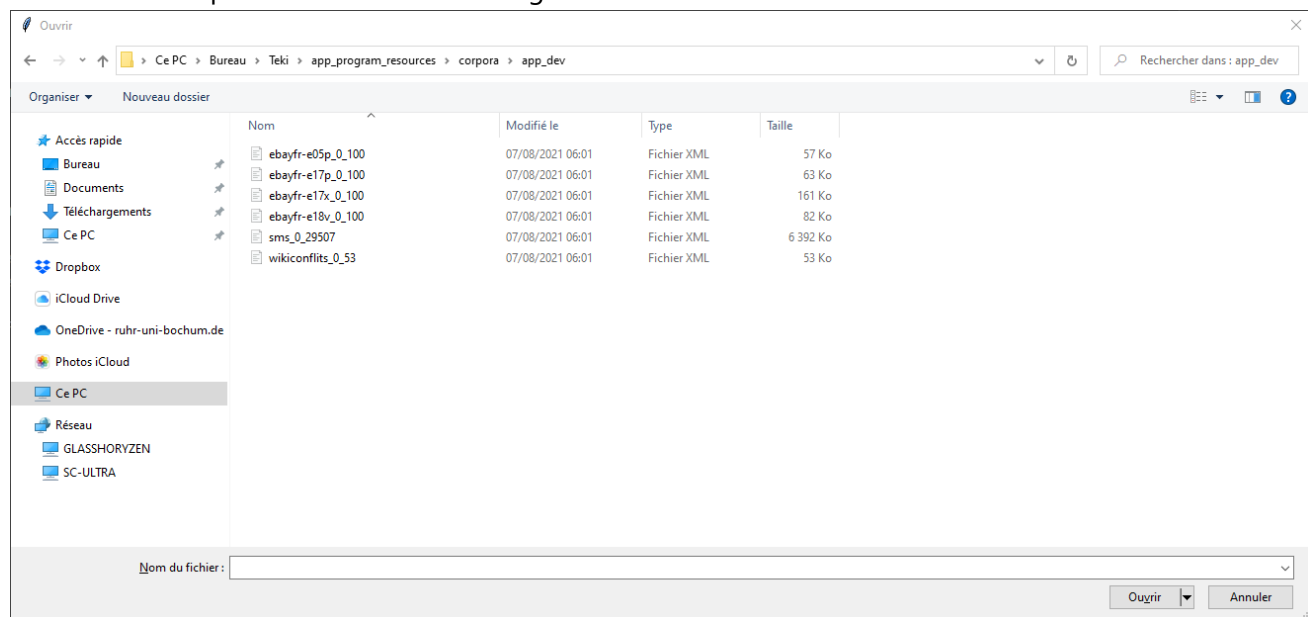 Ouvrir
Ce PC > Bureau > Teki > app_program_resources > corpora > app_dev
Rechercher dans : app_dev
Organiser
Nouveau dossier
Nom Modifié le Type Taille
Accès rapide
Bureau
Documents
Téléchargements
Ce PC
Dropbox
iCloud Drive
OneDrive - ruhr-uni-bochum.de
Photos iCloud
Ce PC
Réseau
GLASSHORYZEN
SC-ULTRA
ebayfr-e05p_0_100 07/08/2021 06:01 Fichier XML 57 Ko
ebayfr-e17p_0_100 07/08/2021 06:01 Fichier XML 63 Ko
ebayfr-e17x_0_100 07/08/2021 06:01 Fichier XML 161 Ko
ebayfr-e18v_0_100 07/08/2021 06:01 Fichier XML 82 Ko
sms_0_29507 07/08/2021 06:01 Fichier XML 6 392 Ko
wikiconflits_0_53 07/08/2021 06:01 Fichier XML 53 Ko
Nom du fichier :
Ouvrir
Annuler